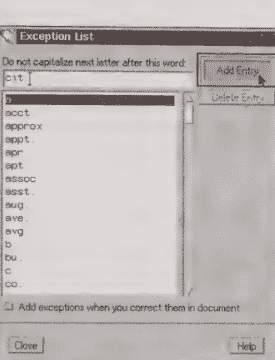 Exception List
Do not capitalize next letter after this word:
cit
Add Entry
Delete Entry
a
acct
approx
appt.
apr
apt
assoc
asst.
aug.
ave.
avg
b
bu.
c
co.
Add exceptions when you correct them in document
Close
Help